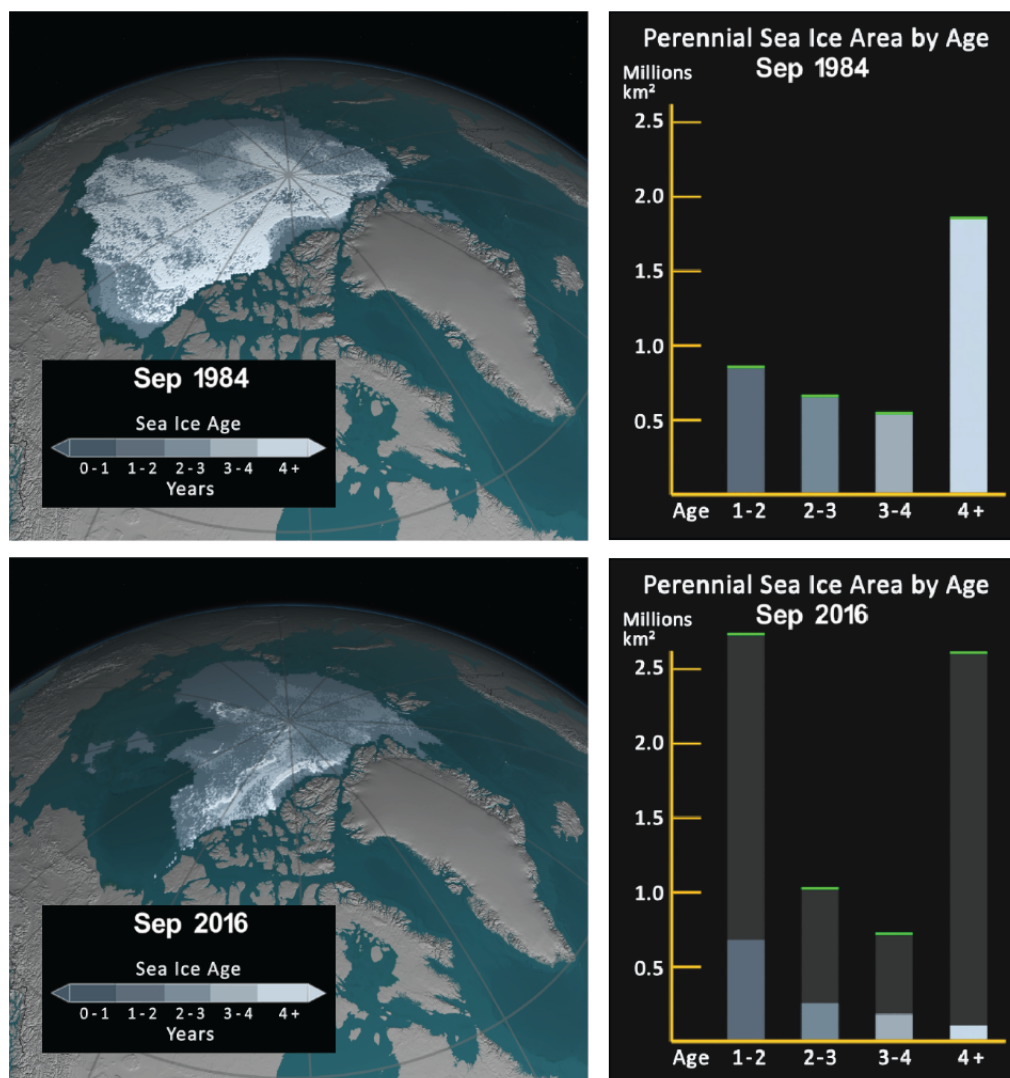 Sep 1984
Sea Ice Age
0-1 1-2 2-3 3-4 4+
Years
Perennial Sea Ice Area by Age
Sep 1984
Millions
km²
2.5
2.0
1.5
1.0
0.5
Age 1-2 2-3 3-4 4+
Sep 2016
Sea Ice Age
0-1 1-2 2-3 3-4 4+
Years
Perennial Sea Ice Area by Age
Sep 2016
Millions
km²
2.5
2.0
1.5
1.0
0.5
Age 1-2 2-3 3-4 4+